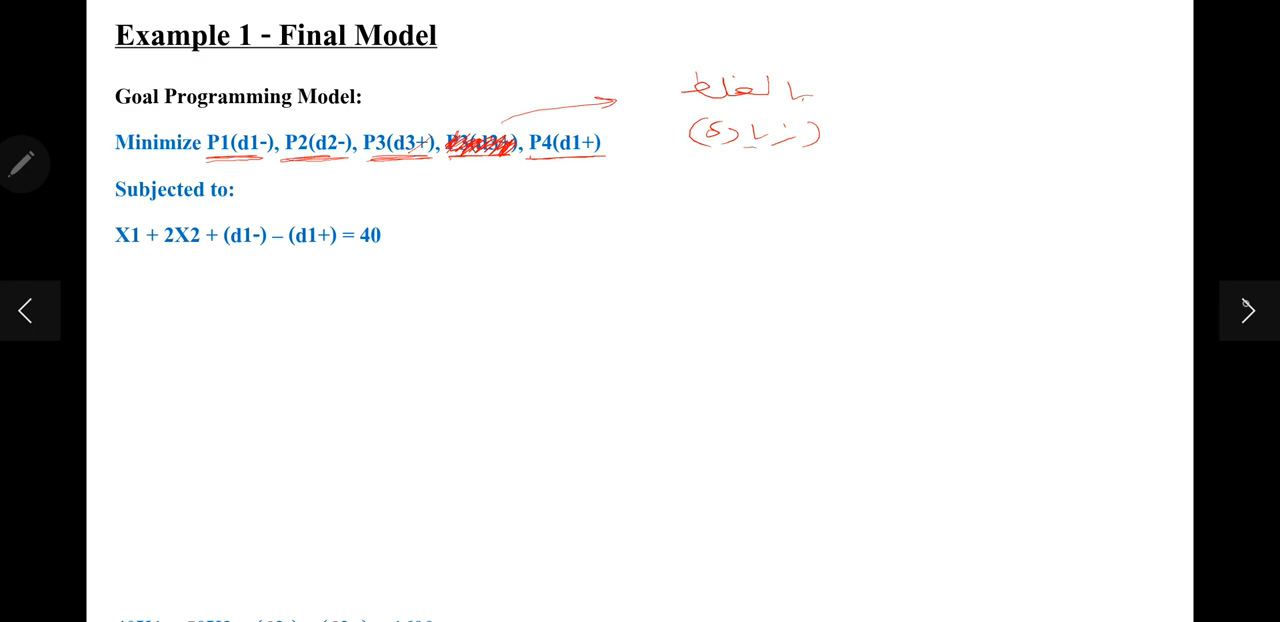 Example 1 - Final Model
Goal Programming Model:
بالغلط
(زيادة)
Minimize P1(d1-), P2(d2-), P3(d3+), P4(d1+)
Subjected to:
X1 + 2X2 + (d1-) – (d1+) = 40